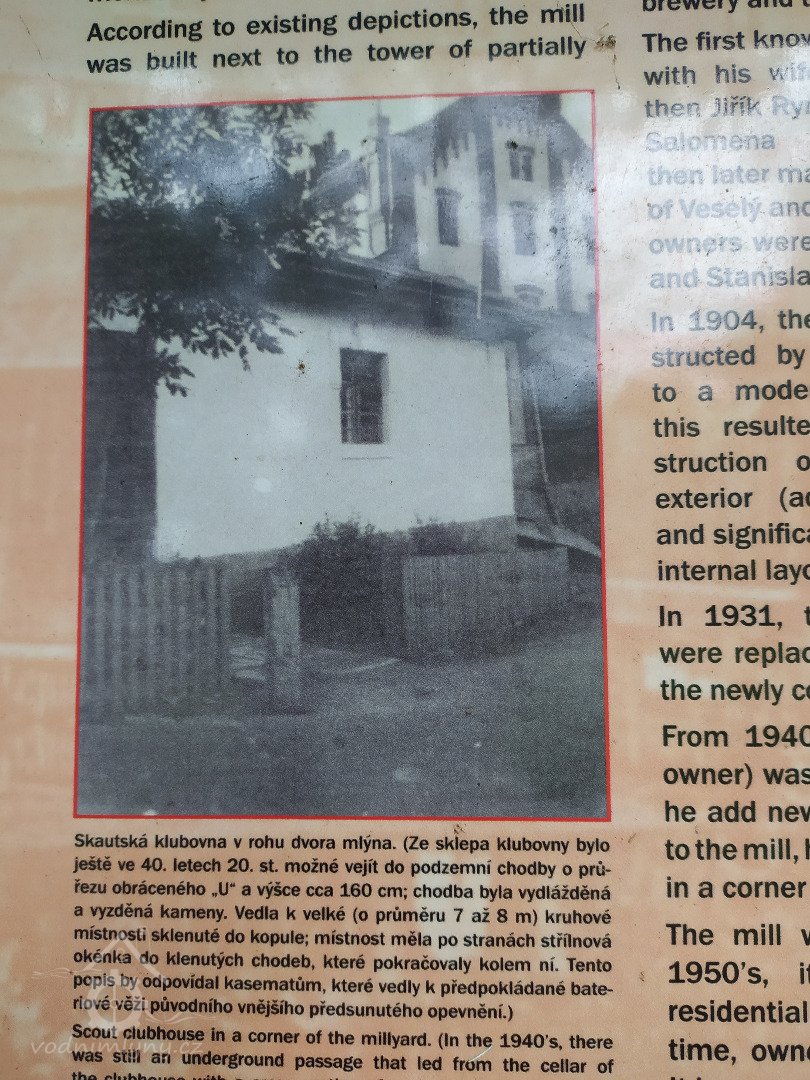 According to existing depictions, the mill
was built next to the tower of partially
Skautská klubovna v rohu dvora mlýna. (Ze sklepa klubovny bylo
ještě ve 40. letech 20. st. možné vejít do podzemní chodby o prů-
řezu obráceného „U“ a výšce cca 160 cm; chodba byla vydlážděná
a vyzděná kameny. Vedla k velké (o průměru 7 až 8 m) kruhové
místnosti sklenuté do kopule; místnost měla po stranách střílnová
okénka do klenutých chodeb, které pokračovaly kolem ní. Tento
popis by odpovídal kasematům, které vedly k předpokládané bate-
riové věži původního vnějšího předsunutého opevnění.)
Scout clubhouse in a corner of the millyard. (In the 1940's, there
was still an underground passage that led from the cellar of
brewery and
The first know
with his wif
then Jiřík Ry
Salomena
then later ma
of Veselý and
owners were
and Stanisla
In 1904, the
structed by
to a mode
this resulte
struction o
exterior (a
and signific
internal layo
In 1931,
were replac
the newly co
From 1940
owner) was
he add new
to the mill, h
in a corner
The mill w
1950's, it
residential
time, owne
vodnimlyny.cz